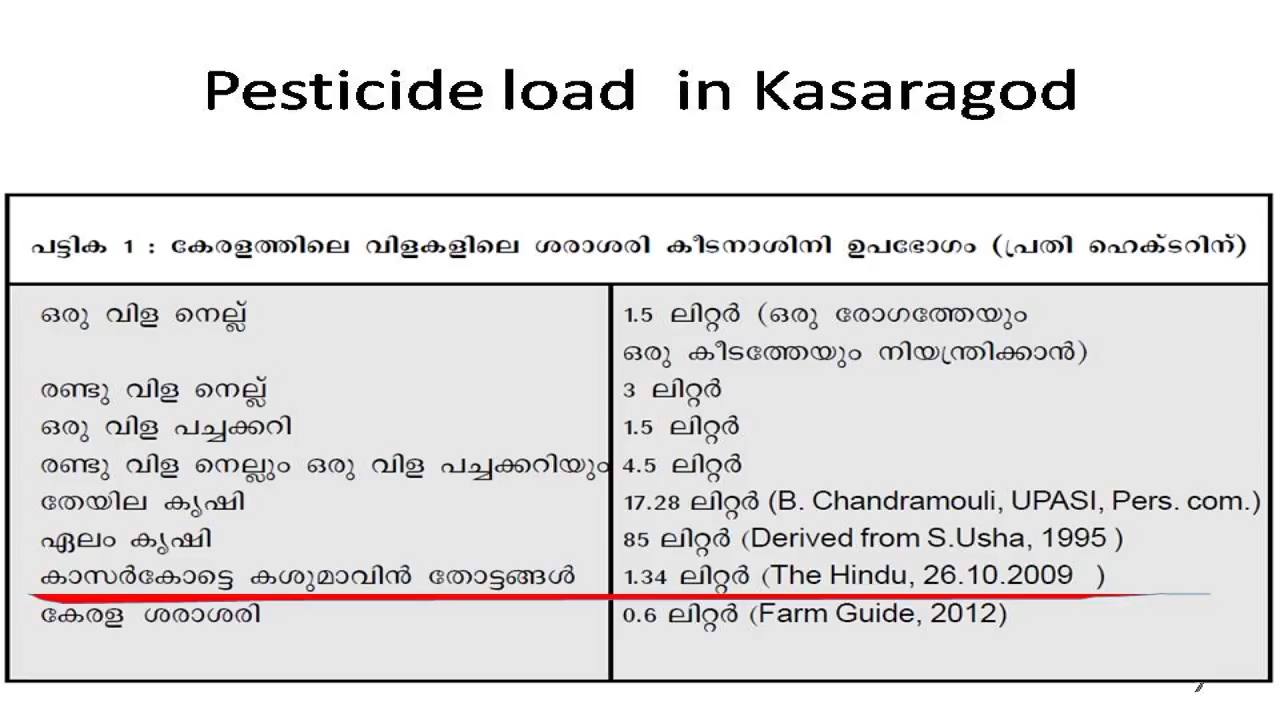 Pesticide load in Kasaragod
പട്ടിക 1 : കേരളത്തിലെ വിളകളിലെ ശരാശരി കീടനാശിനി ഉപഭോഗം (പ്രതി ഹെക്ടറിന്)
ഒരു വിള നെല്ല് 1.5 ലിറ്റർ (ഒരു രോഗത്തേയും
ഒരു കീടത്തേയും നിയന്ത്രിക്കാൻ)
രണ്ടു വിള നെല്ല് 3 ലിറ്റർ
ഒരു വിള പച്ചക്കറി 1.5 ലിറ്റർ
രണ്ടു വിള നെല്ലും ഒരു വിള പച്ചക്കറിയും 4.5 ലിറ്റർ
തേയില കൃഷി 17.28 ലിറ്റർ (B. Chandramouli, UPASI, Pers. com.)
ഏലം കൃഷി 85 ലിറ്റർ (Derived from S.Usha, 1995 )
കാസർകോട്ടെ കശുമാവിൻ തോട്ടങ്ങൾ 1.34 ലിറ്റർ (The Hindu, 26.10.2009 )
കേരള ശരാശരി 0.6 ലിറ്റർ (Farm Guide, 2012)